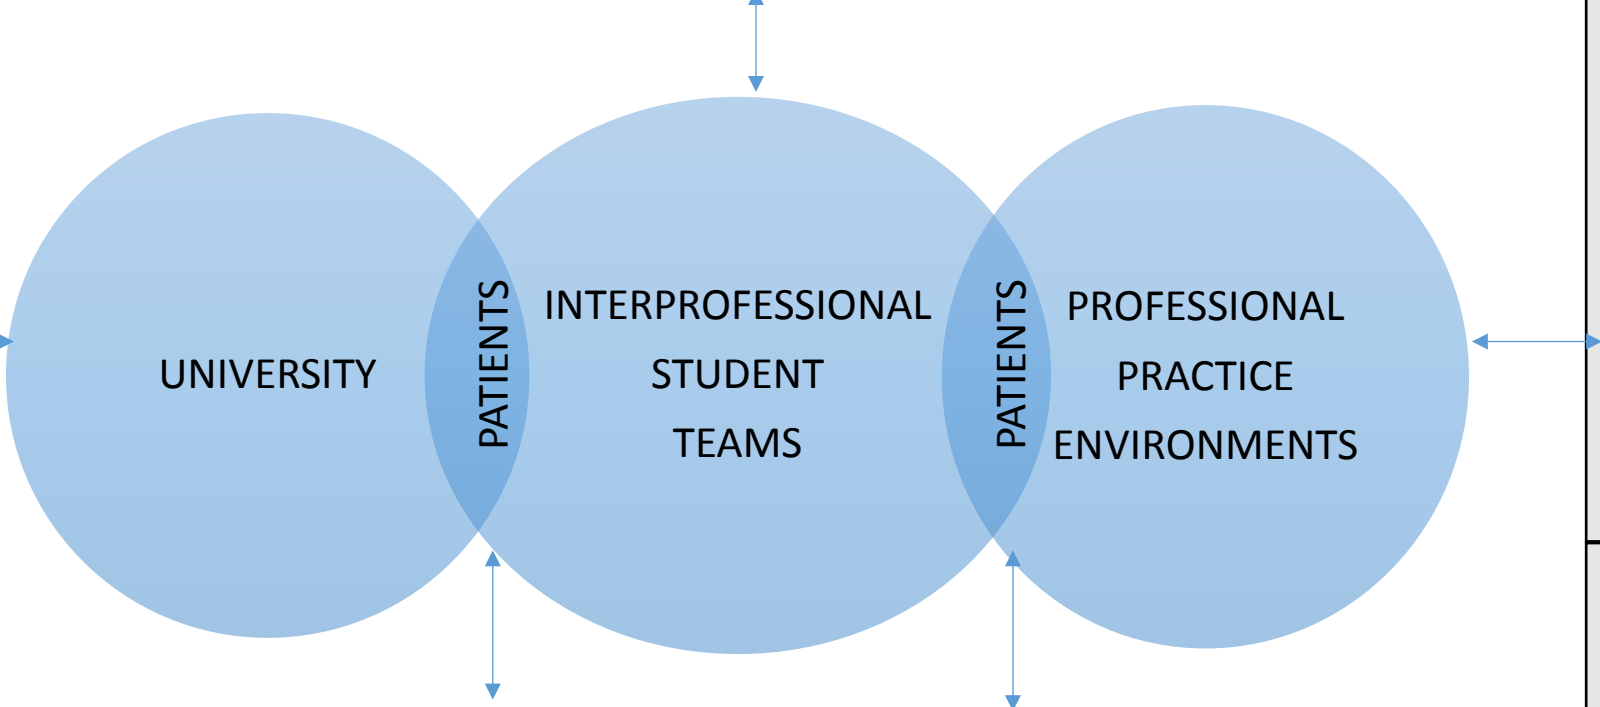 UNIVERSITY
PATIENTS
INTERPROFESSIONAL
STUDENT
TEAMS
PATIENTS
PROFESSIONAL
PRACTICE
ENVIRONMENTS